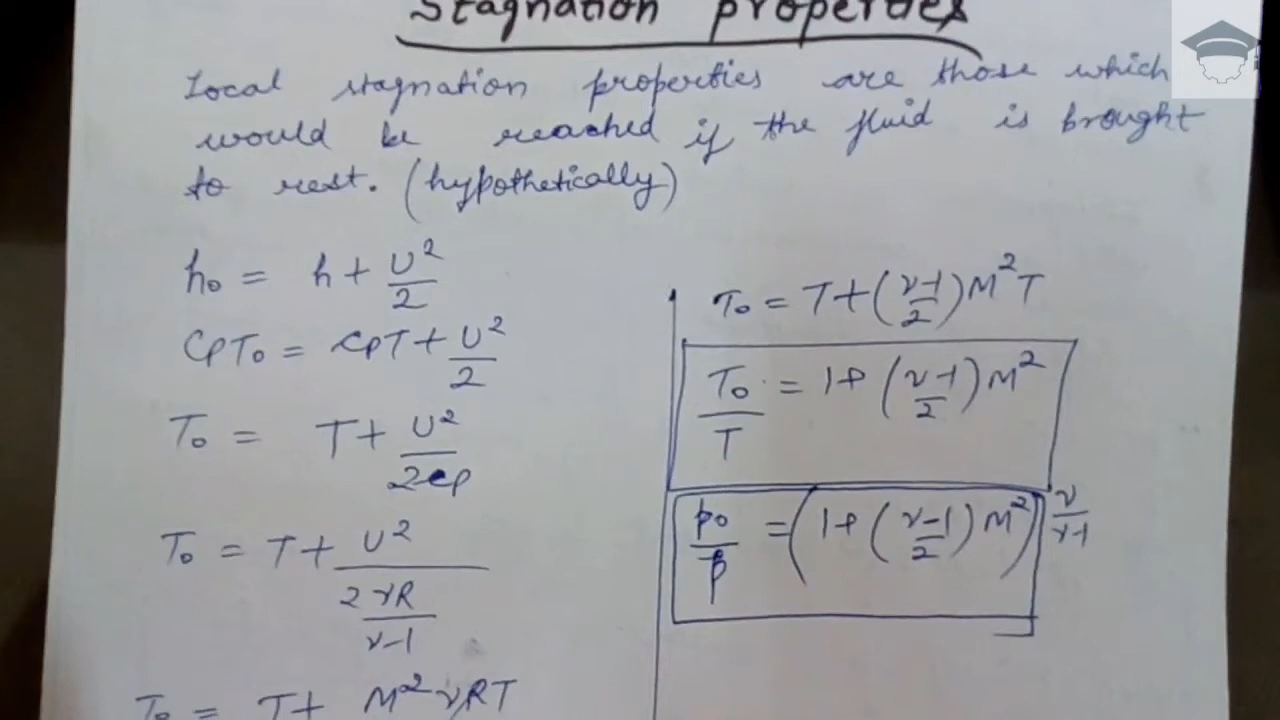 Stagnation properties
Local stagnation properties are those which
would be reached if the fluid is brought
to rest. (hypothetically)
h₀ = h + U²/2
CpT₀ = CpT + U²/2
T₀ = T + U²/2Cp
T₀ = T + U²/(2γR/(γ-1))
T₀ = T + M²γRT
T₀ = T + ((γ-1)/2)M²T
T₀/T = 1 + ((γ-1)/2)M²
p₀/p = (1 + ((γ-1)/2)M²)^(γ/(γ-1))